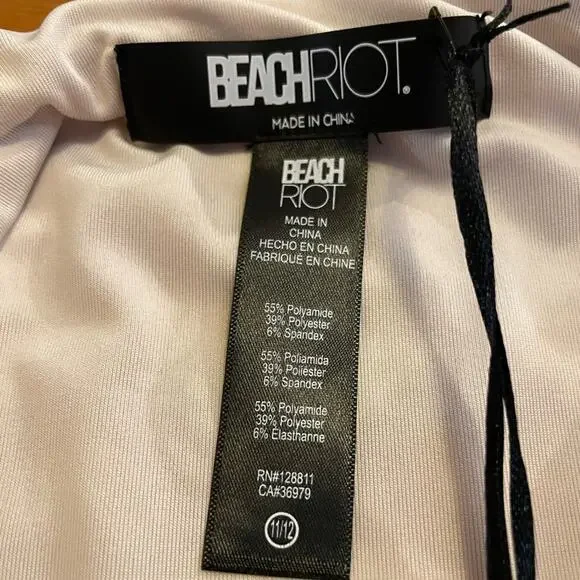 BEACHRIOT®
MADE IN CHINA
BEACH
RIOT
MADE IN
CHINA
HECHO EN CHINA
FABRIQUÉ EN CHINE
55% Polyamide
39% Polyester
6% Spandex
55% Poliamida
39% Poliéster
6% Spandex
55% Polyamide
39% Polyester
6% Élasthanne
RN#128811
CA#36979
11/12